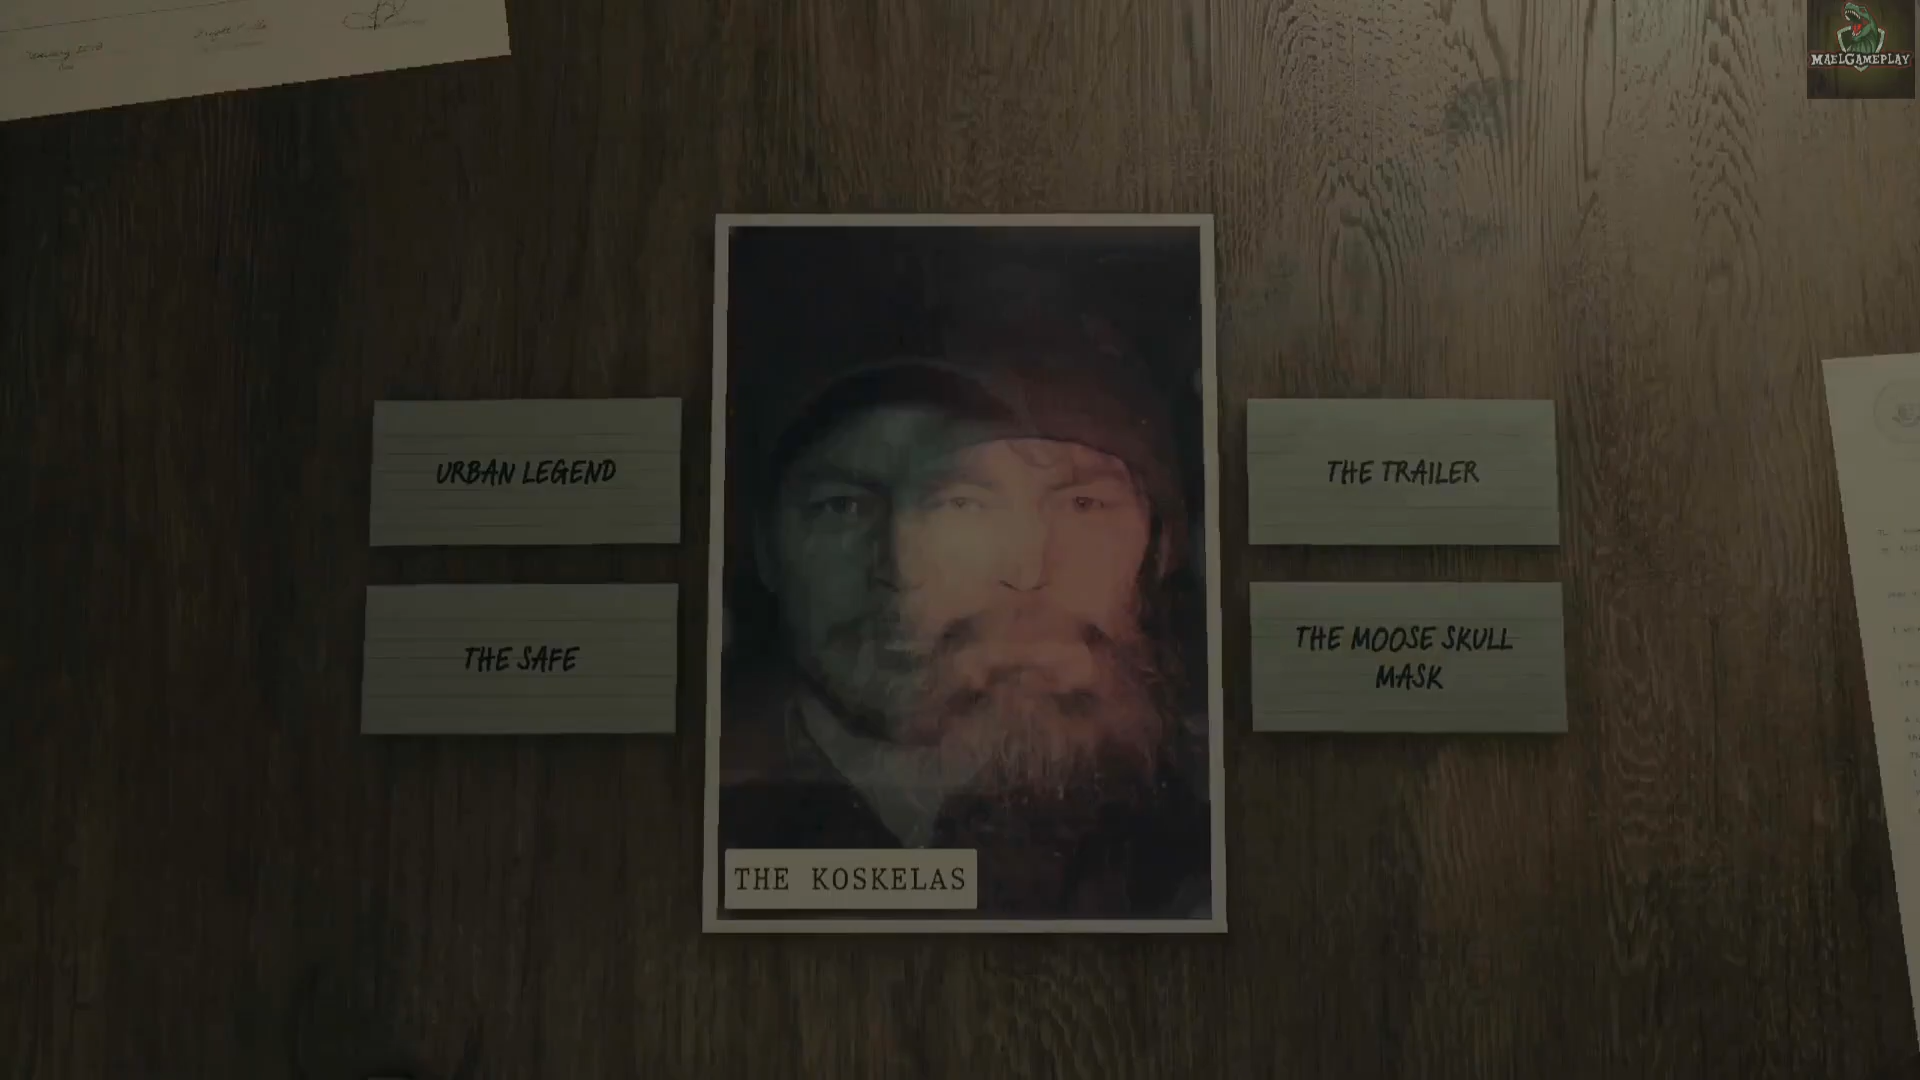 MAELGAMEPLAY
URBAN LEGEND
THE TRAILER
THE SAFE
THE MOOSE SKULL
MASK
THE KOSKELAS